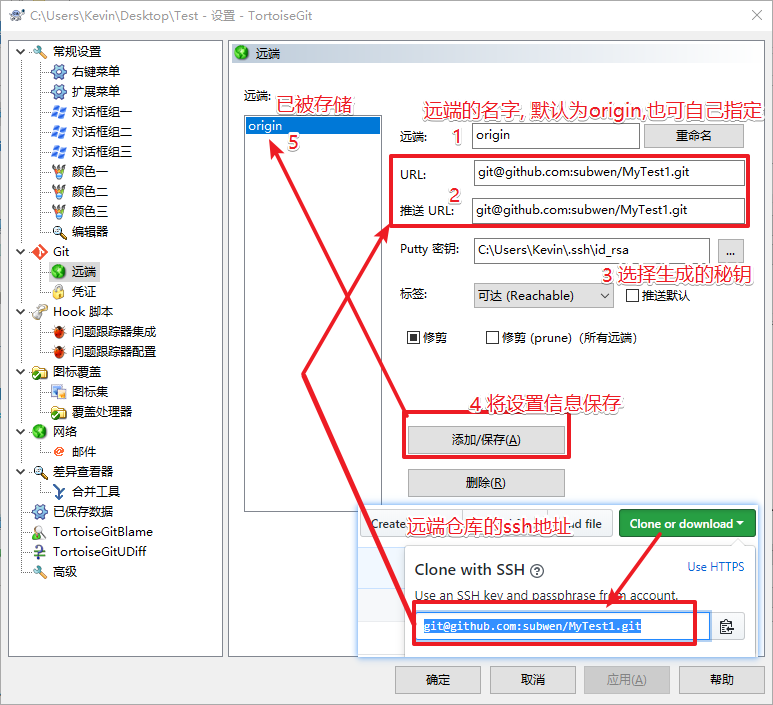 C:\Users\Kevin\Desktop\Test - 设置 - TortoiseGit
常规设置
右键菜单
扩展菜单
对话框组一
对话框组二
对话框组三
颜色一
颜色二
颜色三
编辑器
Git
远端
凭证
Hook 脚本
问题跟踪器集成
问题跟踪器配置
图标覆盖
图标集
覆盖处理器
网络
邮件
差异查看器
合并工具
已保存数据
TortoiseGitBlame
TortoiseGitUDiff
高级
远端
远端:
已被存储
origin
5
远端的名字, 默认为origin,也可自己指定
远端:
1
origin
重命名
URL:
git@github.com:subwen/MyTest1.git
2
推送 URL:
git@github.com:subwen/MyTest1.git
Putty 密钥:
C:\Users\Kevin\.ssh\id_rsa
...
3 选择生成的秘钥
标签:
可达 (Reachable)
推送默认
修剪
修剪 (prune)（所有远端）
4 将设置信息保存
添加/保存(A)
删除(R)
Create
远端仓库的ssh地址
d file
Clone or download
Clone with SSH
?
Use HTTPS
Use an SSH key and passphrase from account.
git@github.com:subwen/MyTest1.git
确定
取消
应用(A)
帮助